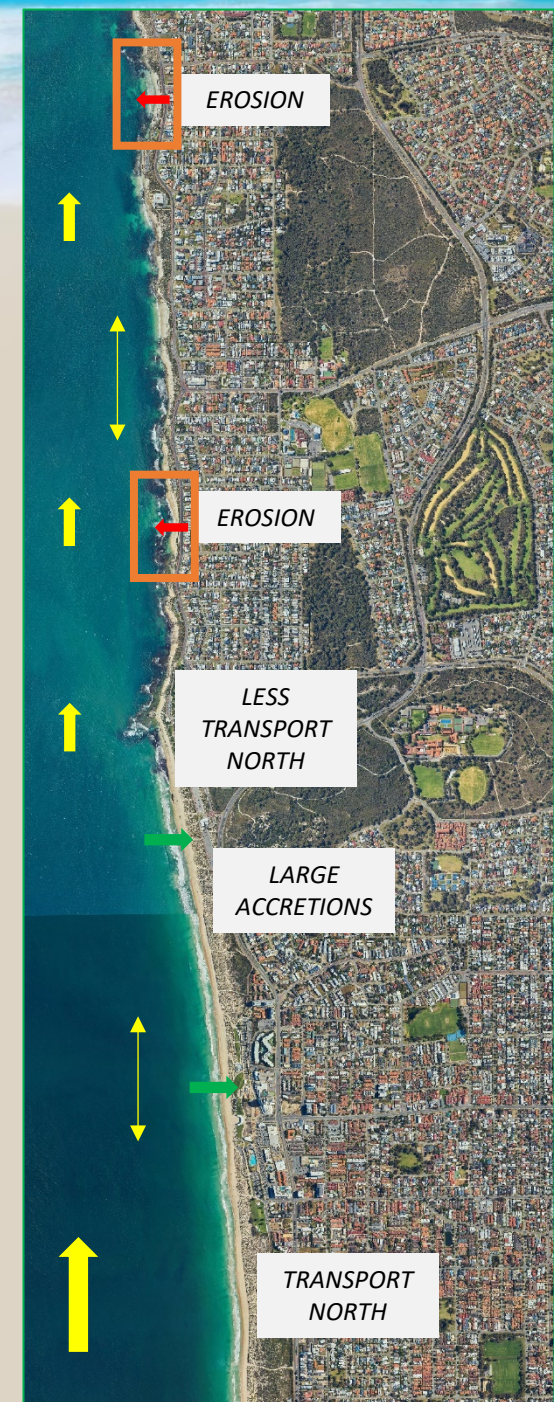 EROSION
EROSION
LESS
TRANSPORT
NORTH
LARGE
ACCRETIONS
TRANSPORT
NORTH